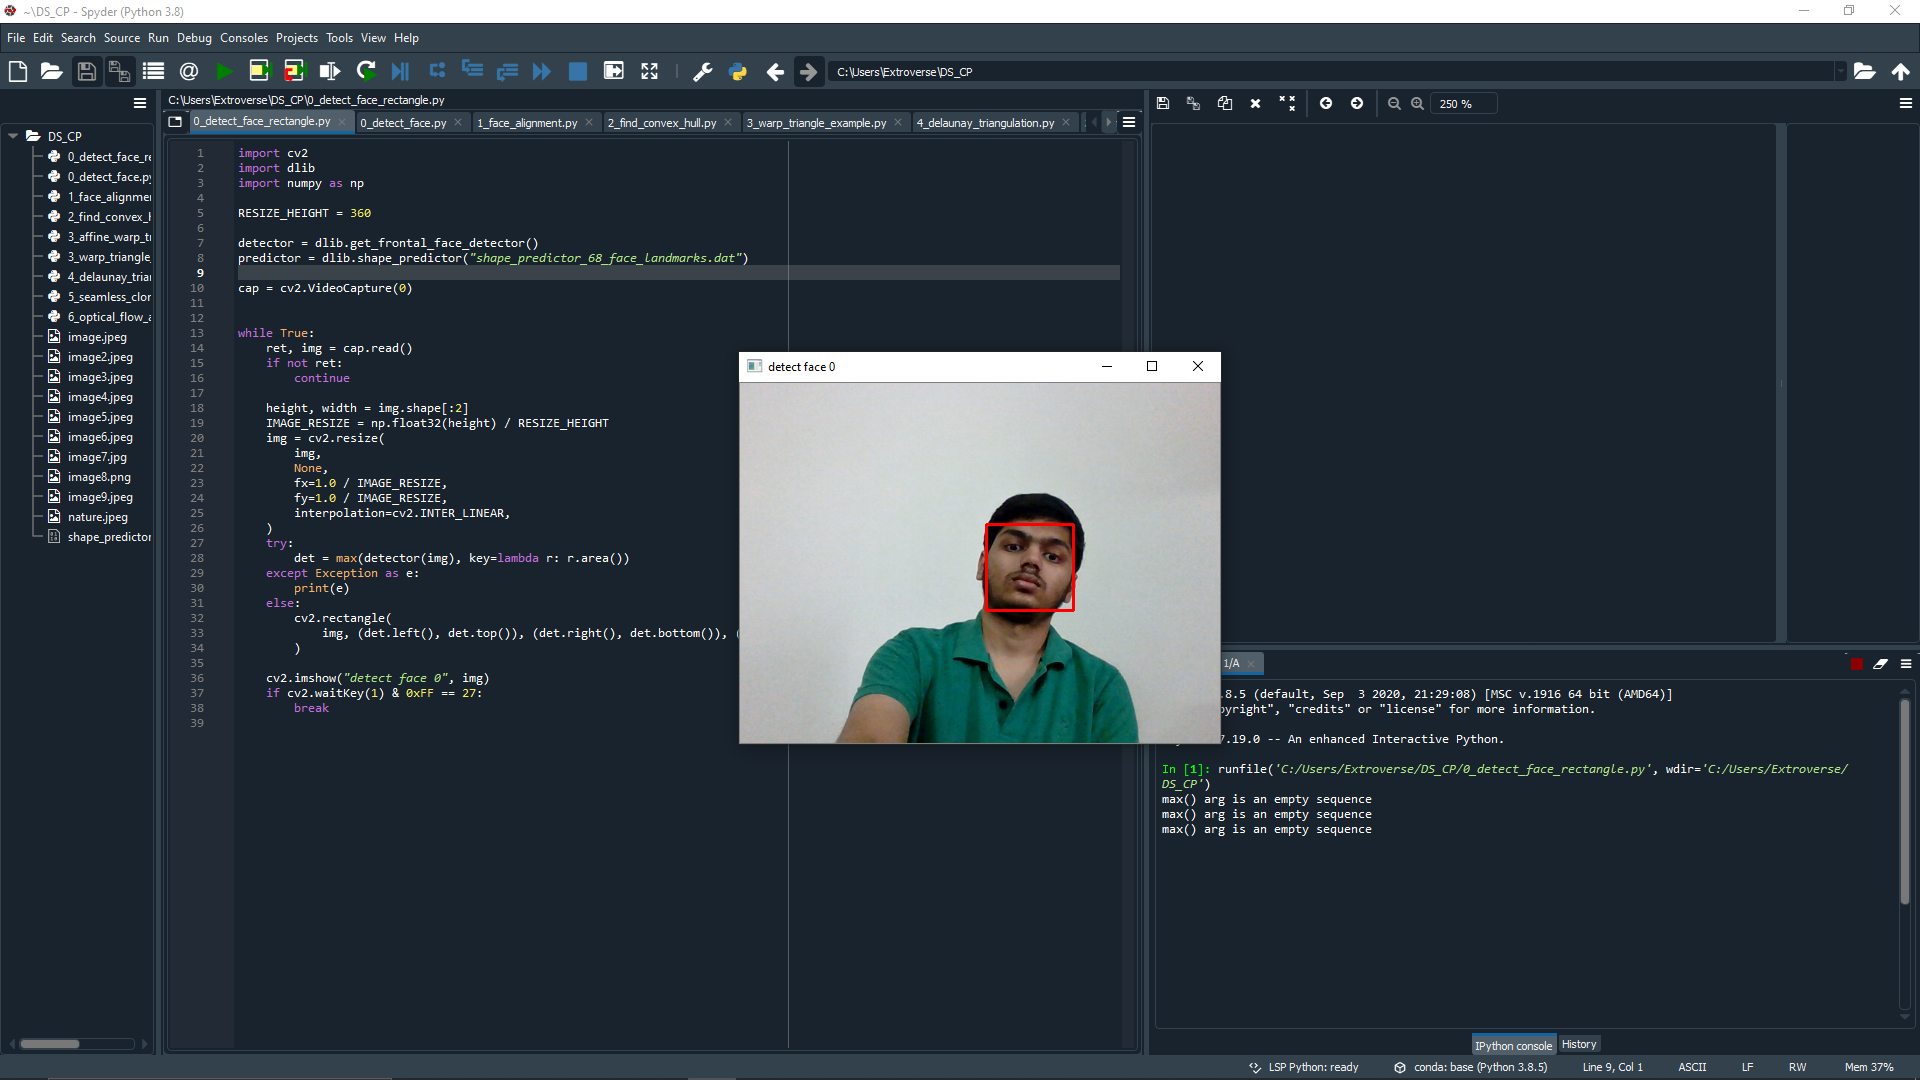 ~\DS_CP - Spyder (Python 3.8)
File Edit Search Source Run Debug Consoles Projects Tools View Help
C:\Users\Extroverse\DS_CP
DS_CP
0_detect_face_re
0_detect_face.py
1_face_alignmen
2_find_convex_h
3_affine_warp_tr
3_warp_triangle_
4_delaunay_trian
5_seamless_clon
6_optical_flow_a
image.jpeg
image2.jpeg
image3.jpeg
image4.jpeg
image5.jpeg
image6.jpeg
image7.jpg
image8.png
image9.jpeg
nature.jpeg
shape_predictor
C:\Users\Extroverse\DS_CP\0_detect_face_rectangle.py
0_detect_face_rectangle.py 0_detect_face.py 1_face_alignment.py 2_find_convex_hull.py 3_warp_triangle_example.py 4_delaunay_triangulation.py
1 import cv2
2 import dlib
3 import numpy as np
4
5 RESIZE_HEIGHT = 360
6
7 detector = dlib.get_frontal_face_detector()
8 predictor = dlib.shape_predictor("shape_predictor_68_face_landmarks.dat")
9
10 cap = cv2.VideoCapture(0)
11
12
13 while True:
14 ret, img = cap.read()
15 if not ret:
16 continue
17
18 height, width = img.shape[:2]
19 IMAGE_RESIZE = np.float32(height) / RESIZE_HEIGHT
20 img = cv2.resize(
21 img,
22 None,
23 fx=1.0 / IMAGE_RESIZE,
24 fy=1.0 / IMAGE_RESIZE,
25 interpolation=cv2.INTER_LINEAR,
26 )
27 try:
28 det = max(detector(img), key=lambda r: r.area())
29 except Exception as e:
30 print(e)
31 else:
32 cv2.rectangle(
33 img, (det.left(), det.top()), (det.right(), det.bottom()), (
34 )
35
36 cv2.imshow("detect face 0", img)
37 if cv2.waitKey(1) & 0xFF == 27:
38 break
39
detect face 0
250 %
1/A
.8.5 (default, Sep  3 2020, 21:29:08) [MSC v.1916 64 bit (AMD64)]
pyright", "credits" or "license" for more information.
7.19.0 -- An enhanced Interactive Python.
In [1]: runfile('C:/Users/Extroverse/DS_CP/0_detect_face_rectangle.py', wdir='C:/Users/Extroverse/
DS_CP')
max() arg is an empty sequence
max() arg is an empty sequence
max() arg is an empty sequence
IPython console History
LSP Python: ready conda: base (Python 3.8.5) Line 9, Col 1 ASCII LF RW Mem 37%